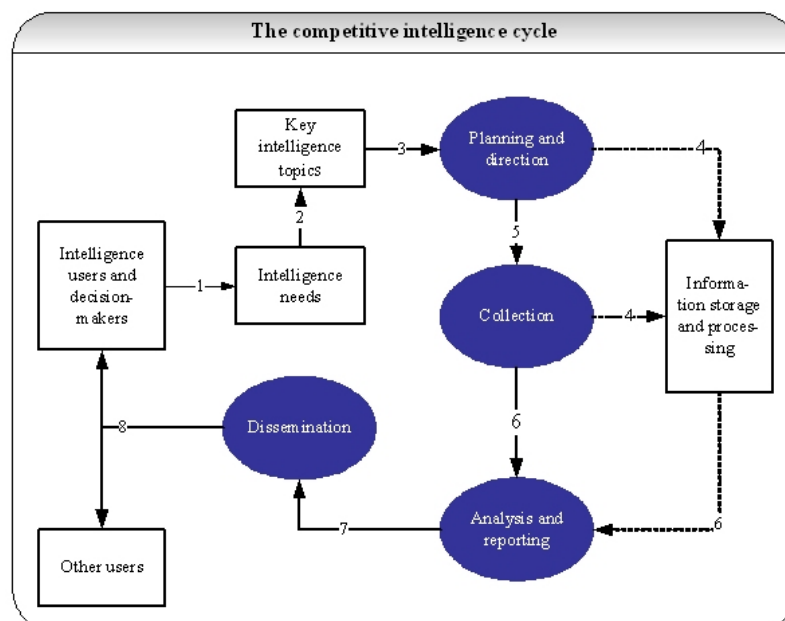 The competitive intelligence cycle
Key
intelligence
topics
3
Planning and
direction
4
2
5
Intelligence
users and
decision-
makers
1
Intelligence
needs
Collection
4
Informa-
tion storage
and proces-
sing
Dissemination
8
6
6
Analysis and
reporting
7
Other users